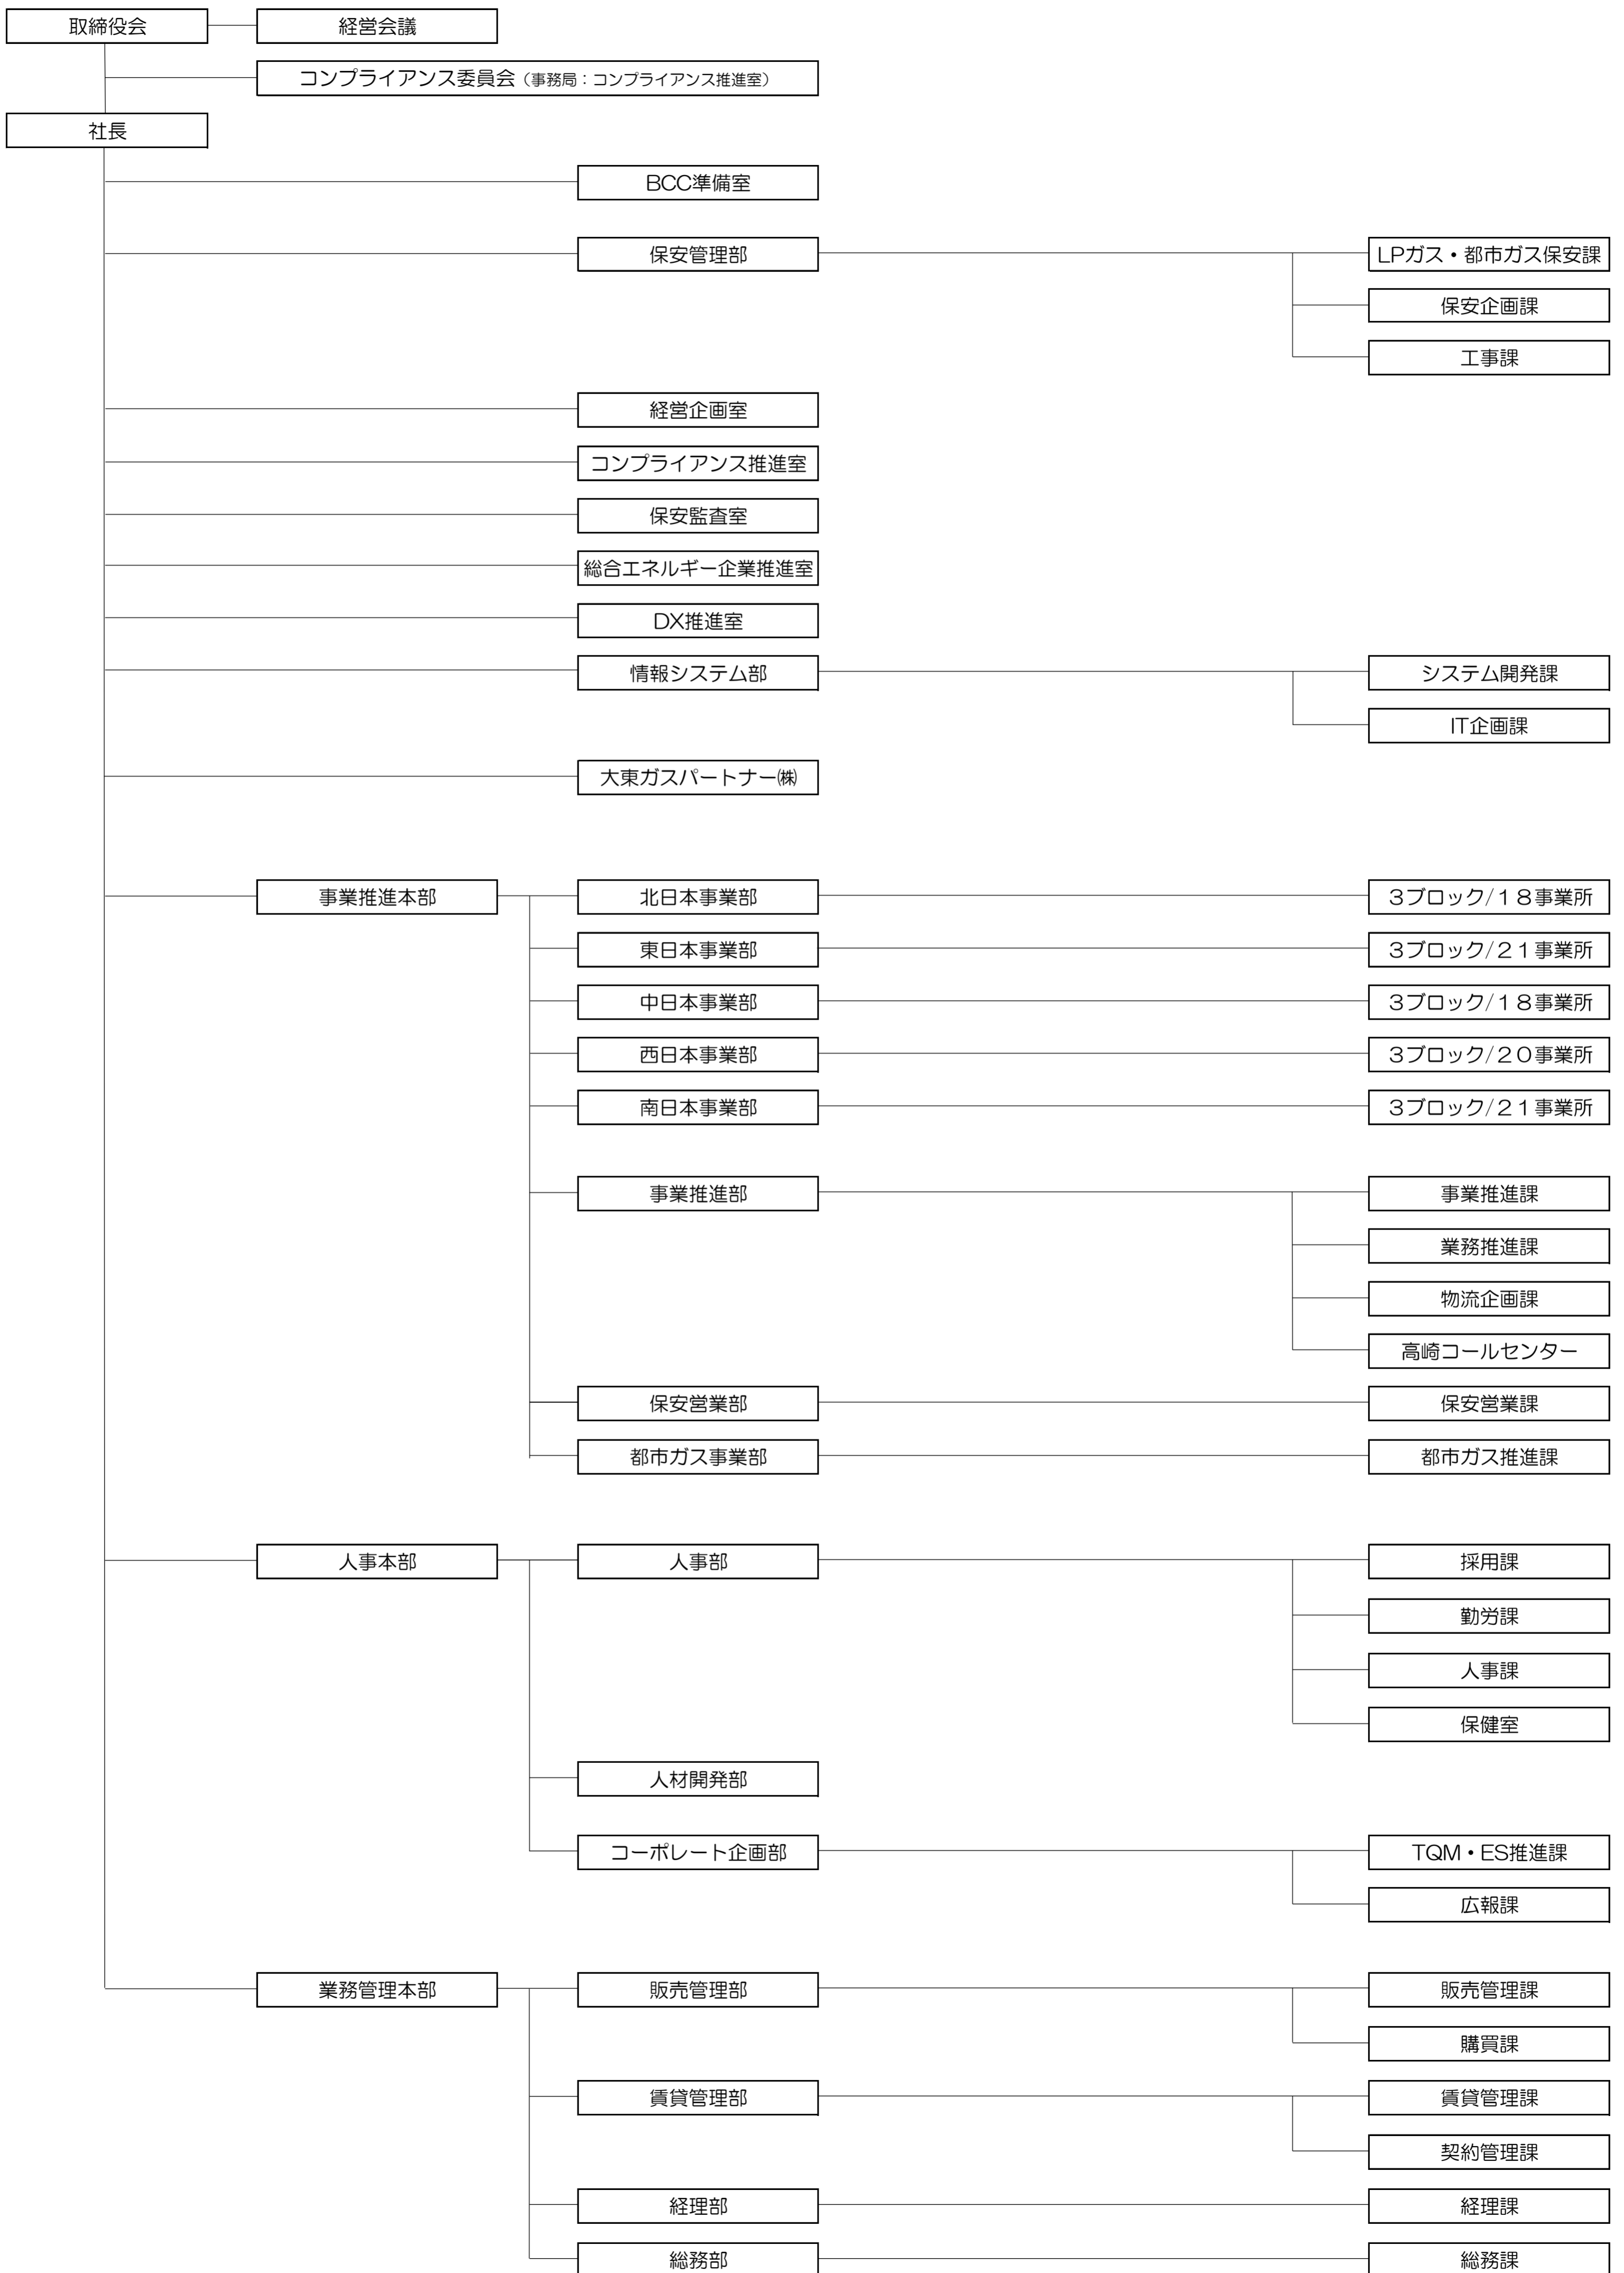 取締役会
経営会議
コンプライアンス委員会（事務局：コンプライアンス推進室）
社長
BCC準備室
保安管理部
LPガス・都市ガス保安課
保安企画課
工事課
経営企画室
コンプライアンス推進室
保安監査室
総合エネルギー企業推進室
DX推進室
情報システム部
システム開発課
IT企画課
大東ガスパートナー㈱
事業推進本部
北日本事業部
３ブロック/１８事業所
東日本事業部
３ブロック/２１事業所
中日本事業部
３ブロック/１８事業所
西日本事業部
３ブロック/２０事業所
南日本事業部
３ブロック/２１事業所
事業推進部
事業推進課
業務推進課
物流企画課
高崎コールセンター
保安営業部
保安営業課
都市ガス事業部
都市ガス推進課
人事本部
人事部
採用課
勤労課
人事課
保健室
人材開発部
コーポレート企画部
TQM・ES推進課
広報課
業務管理本部
販売管理部
販売管理課
購買課
賃貸管理部
賃貸管理課
契約管理課
経理部
経理課
総務部
総務課